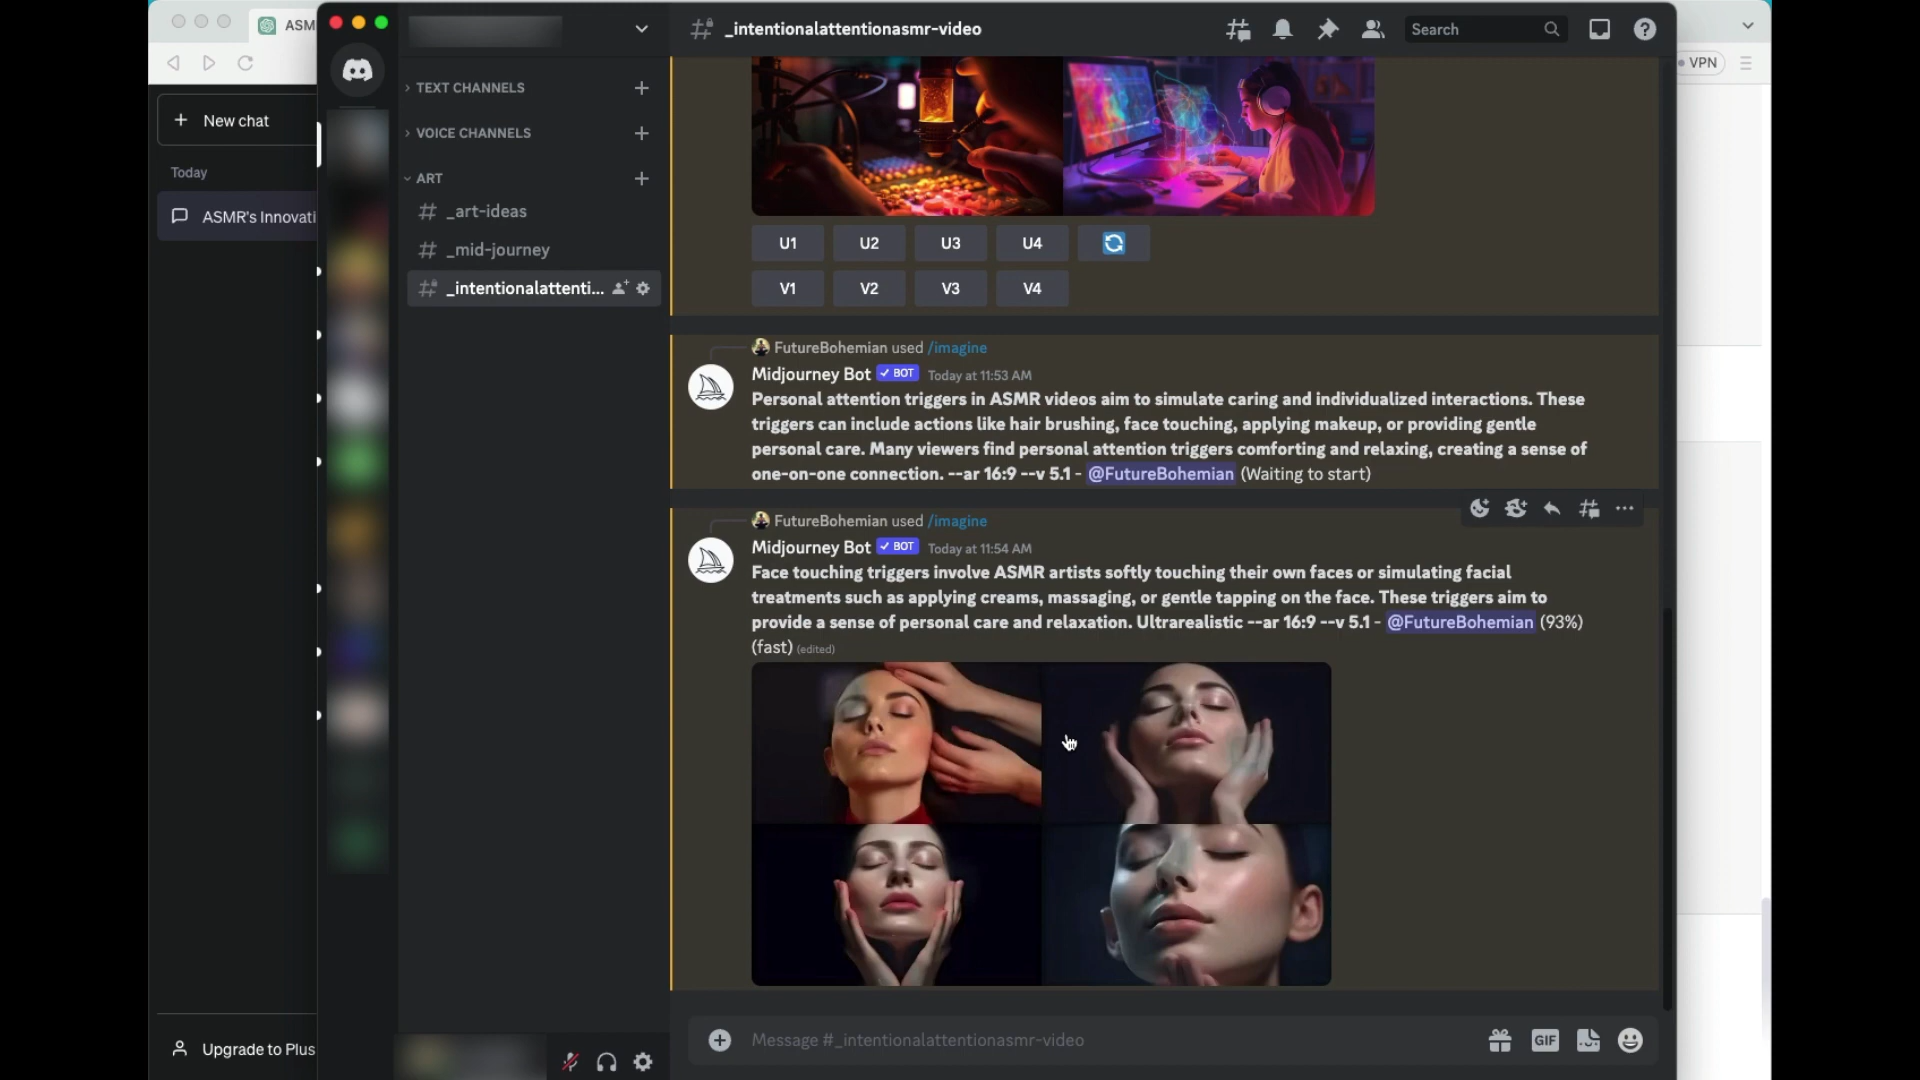 ASM
VPN
New chat
Today
ASMR's Innovati
Upgrade to Plus
TEXT CHANNELS
VOICE CHANNELS
ART
_art-ideas
_mid-journey
_intentionalattenti...
_intentionalattentionasmr-video
Search
U1 U2 U3 U4
V1 V2 V3 V4
FutureBohemian used /imagine
Midjourney Bot ✓ BOT Today at 11:53 AM
Personal attention triggers in ASMR videos aim to simulate caring and individualized interactions. These
triggers can include actions like hair brushing, face touching, applying makeup, or providing gentle
personal care. Many viewers find personal attention triggers comforting and relaxing, creating a sense of
one-on-one connection. --ar 16:9 --v 5.1 - @FutureBohemian (Waiting to start)
FutureBohemian used /imagine
Midjourney Bot ✓ BOT Today at 11:54 AM
Face touching triggers involve ASMR artists softly touching their own faces or simulating facial
treatments such as applying creams, massaging, or gentle tapping on the face. These triggers aim to
provide a sense of personal care and relaxation. Ultrarealistic --ar 16:9 --v 5.1 - @FutureBohemian (93%)
(fast) (edited)
Message #_intentionalattentionasmr-video
GIF